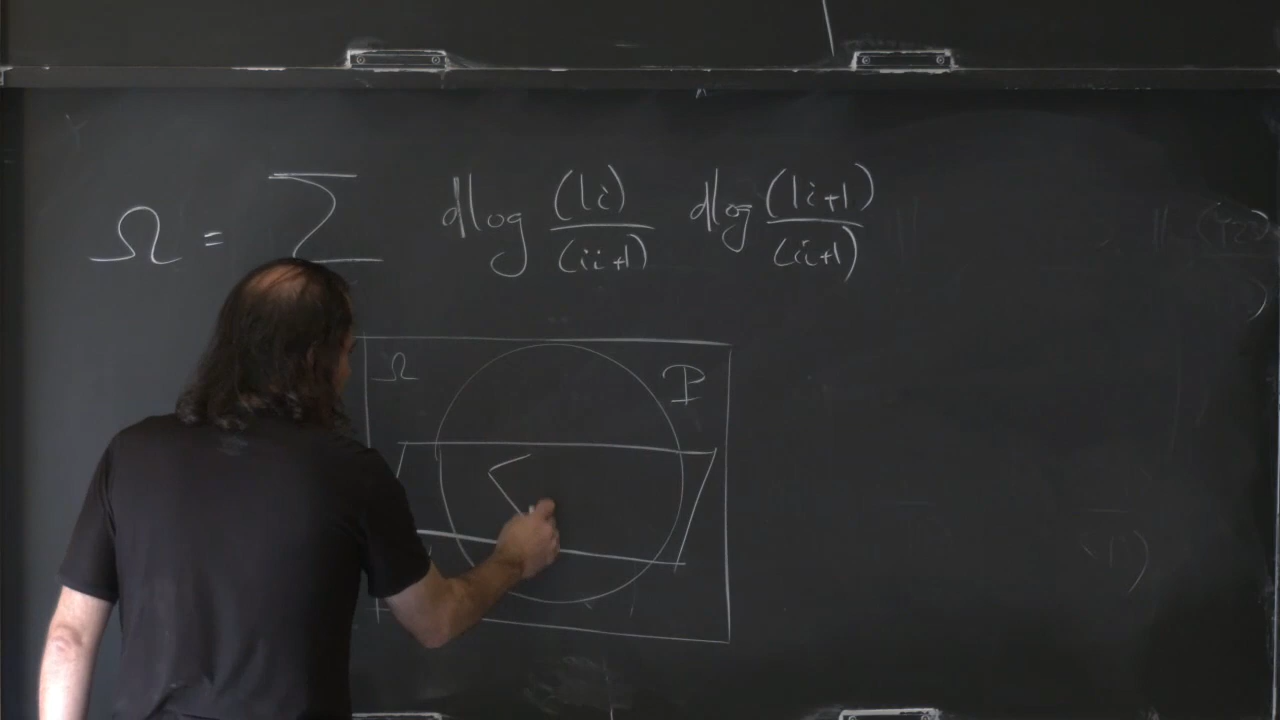 Ω = Σ dlog (1i)/(ii+1) dlog (1i+1)/(ii+1)
Ω ℙ